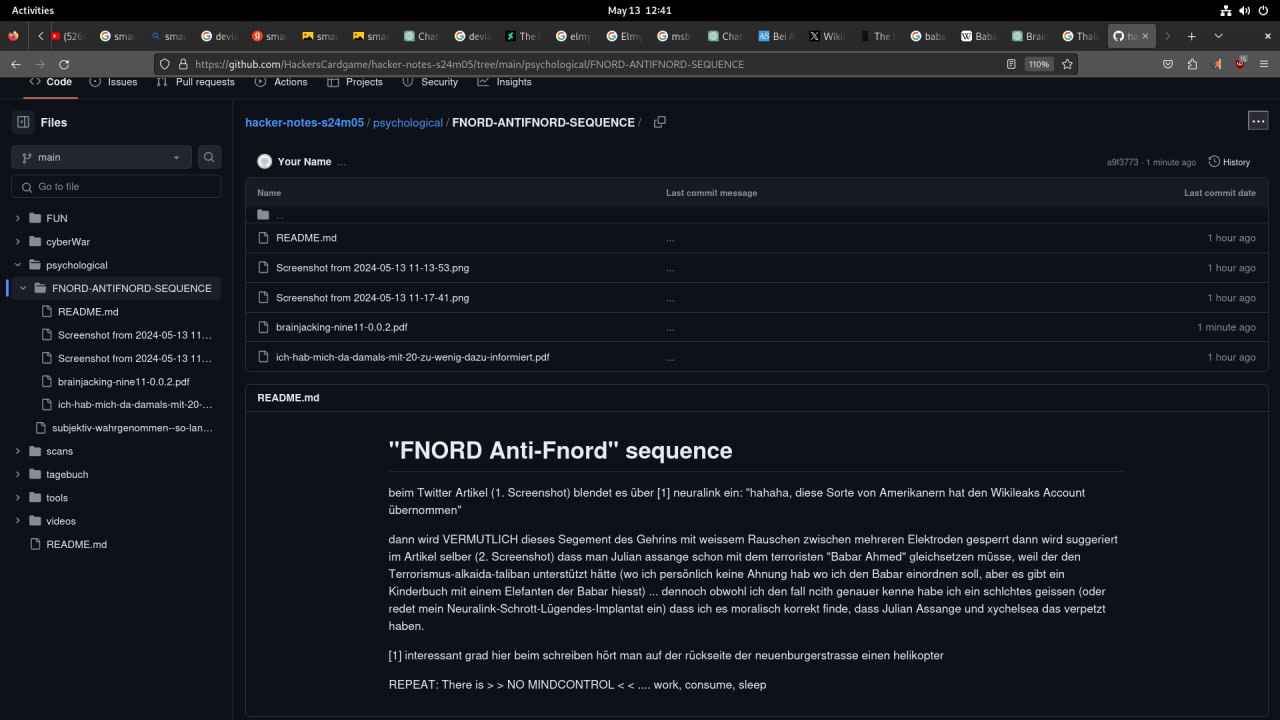 Activities
May 13 12:41
(526
smau
smau
devia
smau
smau
smau
Chat
devia
The I
elmy
Elmy
msb
Chat
Bei A
Wiki
The I
baba
Baba
Brain
Thal
ha
https://github.com/HackersCardgame/hacker-notes-s24m05/tree/main/psychological/FNORD-ANTIFNORD-SEQUENCE
110%
Code Issues Pull requests Actions Projects Security Insights
Files
main
Go to file
FUN
cyberWar
psychological
FNORD-ANTIFNORD-SEQUENCE
README.md
Screenshot from 2024-05-13 11...
Screenshot from 2024-05-13 11...
brainjacking-nine11-0.0.2.pdf
ich-hab-mich-da-damals-mit-20-...
subjektiv-wahrgenommen--so-lan...
scans
tagebuch
tools
videos
README.md
hacker-notes-s24m05 / psychological / FNORD-ANTIFNORD-SEQUENCE /
Your Name ...
a9f3773 · 1 minute ago History
Name Last commit message Last commit date
..
README.md ... 1 hour ago
Screenshot from 2024-05-13 11-13-53.png ... 1 hour ago
Screenshot from 2024-05-13 11-17-41.png ... 1 hour ago
brainjacking-nine11-0.0.2.pdf ... 1 minute ago
ich-hab-mich-da-damals-mit-20-zu-wenig-dazu-informiert.pdf ... 1 hour ago
README.md
"FNORD Anti-Fnord" sequence
beim Twitter Artikel (1. Screenshot) blendet es über [1] neuralink ein: "hahaha, diese Sorte von Amerikanern hat den Wikileaks Account
übernommen"
dann wird VERMUTLICH dieses Segement des Gehrins mit weissem Rauschen zwischen mehreren Elektroden gesperrt dann wird suggeriert
im Artikel selber (2. Screenshot) dass man Julian assange schon mit dem terroristen "Babar Ahmed" gleichsetzen müsse, weil der den
Terrorismus-alkaida-taliban unterstützt hätte (wo ich persönlich keine Ahnung hab wo ich den Babar einordnen soll, aber es gibt ein
Kinderbuch mit einem Elefanten der Babar hiesst) ... dennoch obwohl ich den fall ncith genauer kenne habe ich ein schlchtes geissen (oder
redet mein Neuralink-Schrott-Lügendes-Implantat ein) dass ich es moralisch korrekt finde, dass Julian Assange und xychelsea das verpetzt
haben.
[1] interessant grad hier beim schreiben hört man auf der rückseite der neuenburgerstrasse einen helikopter
REPEAT: There is > > NO MINDCONTROL < < .... work, consume, sleep